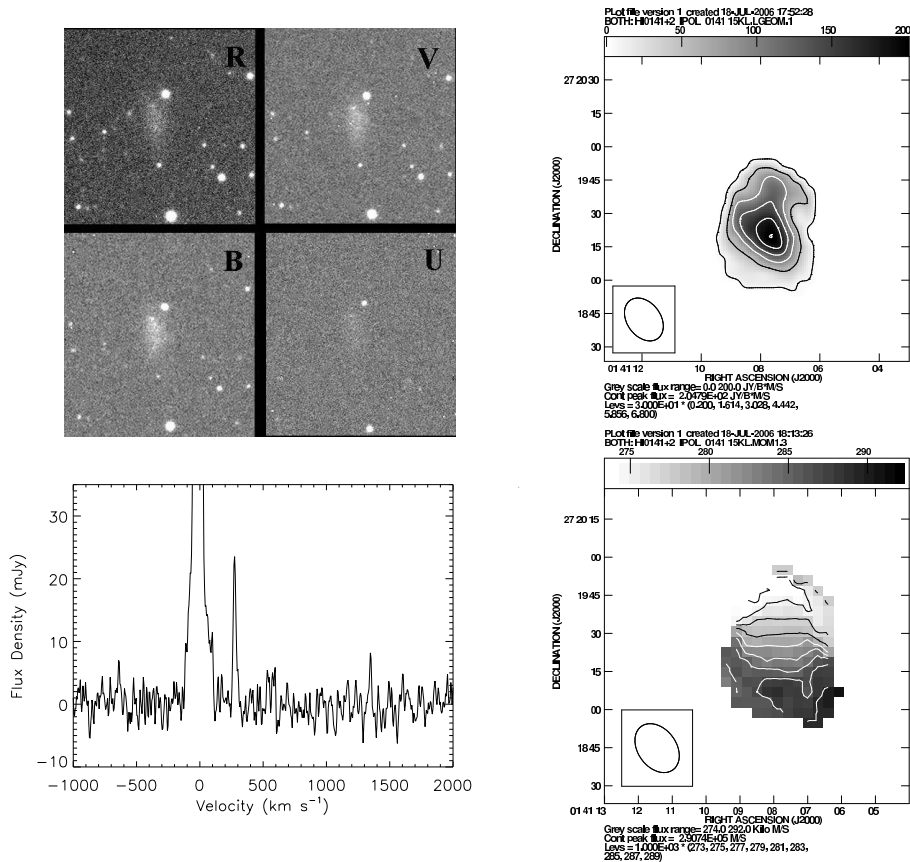 R
V
B
U
30
20
10
0
−10
Flux Density (mJy)
−1000 −500 0 500 1000 1500 2000
Velocity (km s⁻¹)
PLot file version 1 created 18-JUL-2006 17:52:28
BOTH: HI0141+2 IPOL 0141 15KL.LGEOM.1
0 50 100 150 200
27 20 30
15
00
19 45
30
15
00
18 45
30
DECLINATION (J2000)
01 41 12 10 08 06 04
RIGHT ASCENSION (J2000)
Grey scale flux range= 0.0 200.0 JY/B*M/S
Cont peak flux = 2.0479E+02 JY/B*M/S
Levs = 3.000E+01 * (0.200, 1.614, 3.028, 4.442,
5.856, 6.800)
PLot file version 1 created 18-JUL-2006 18:13:26
BOTH: HI0141+2 IPOL 0141 15KL.MOM1.3
275 280 285 290
27 20 15
00
19 45
30
15
00
18 45
30
DECLINATION (J2000)
01 41 13 12 11 10 09 08 07 06 05
RIGHT ASCENSION (J2000)
Grey scale flux range= 274.0 292.0 Kilo M/S
Cont peak flux = 2.9074E+05 M/S
Levs = 1.000E+03 * (273, 275, 277, 279, 281, 283,
285, 287, 289)